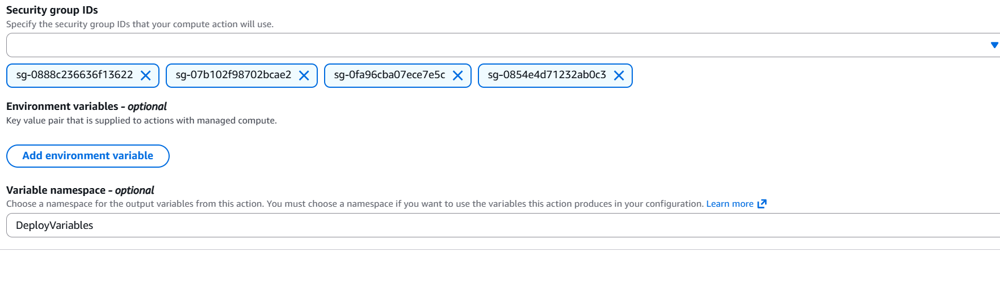 Security group IDs
Specify the security group IDs that your compute action will use.
sg-0888c236636f13622 sg-07b102f98702bcae2 sg-0fa96cba07ece7e5c sg-0854e4d71232ab0c3
Environment variables - optional
Key value pair that is supplied to actions with managed compute.
Add environment variable
Variable namespace - optional
Choose a namespace for the output variables from this action. You must choose a namespace if you want to use the variables this action produces in your configuration. Learn more
DeployVariables